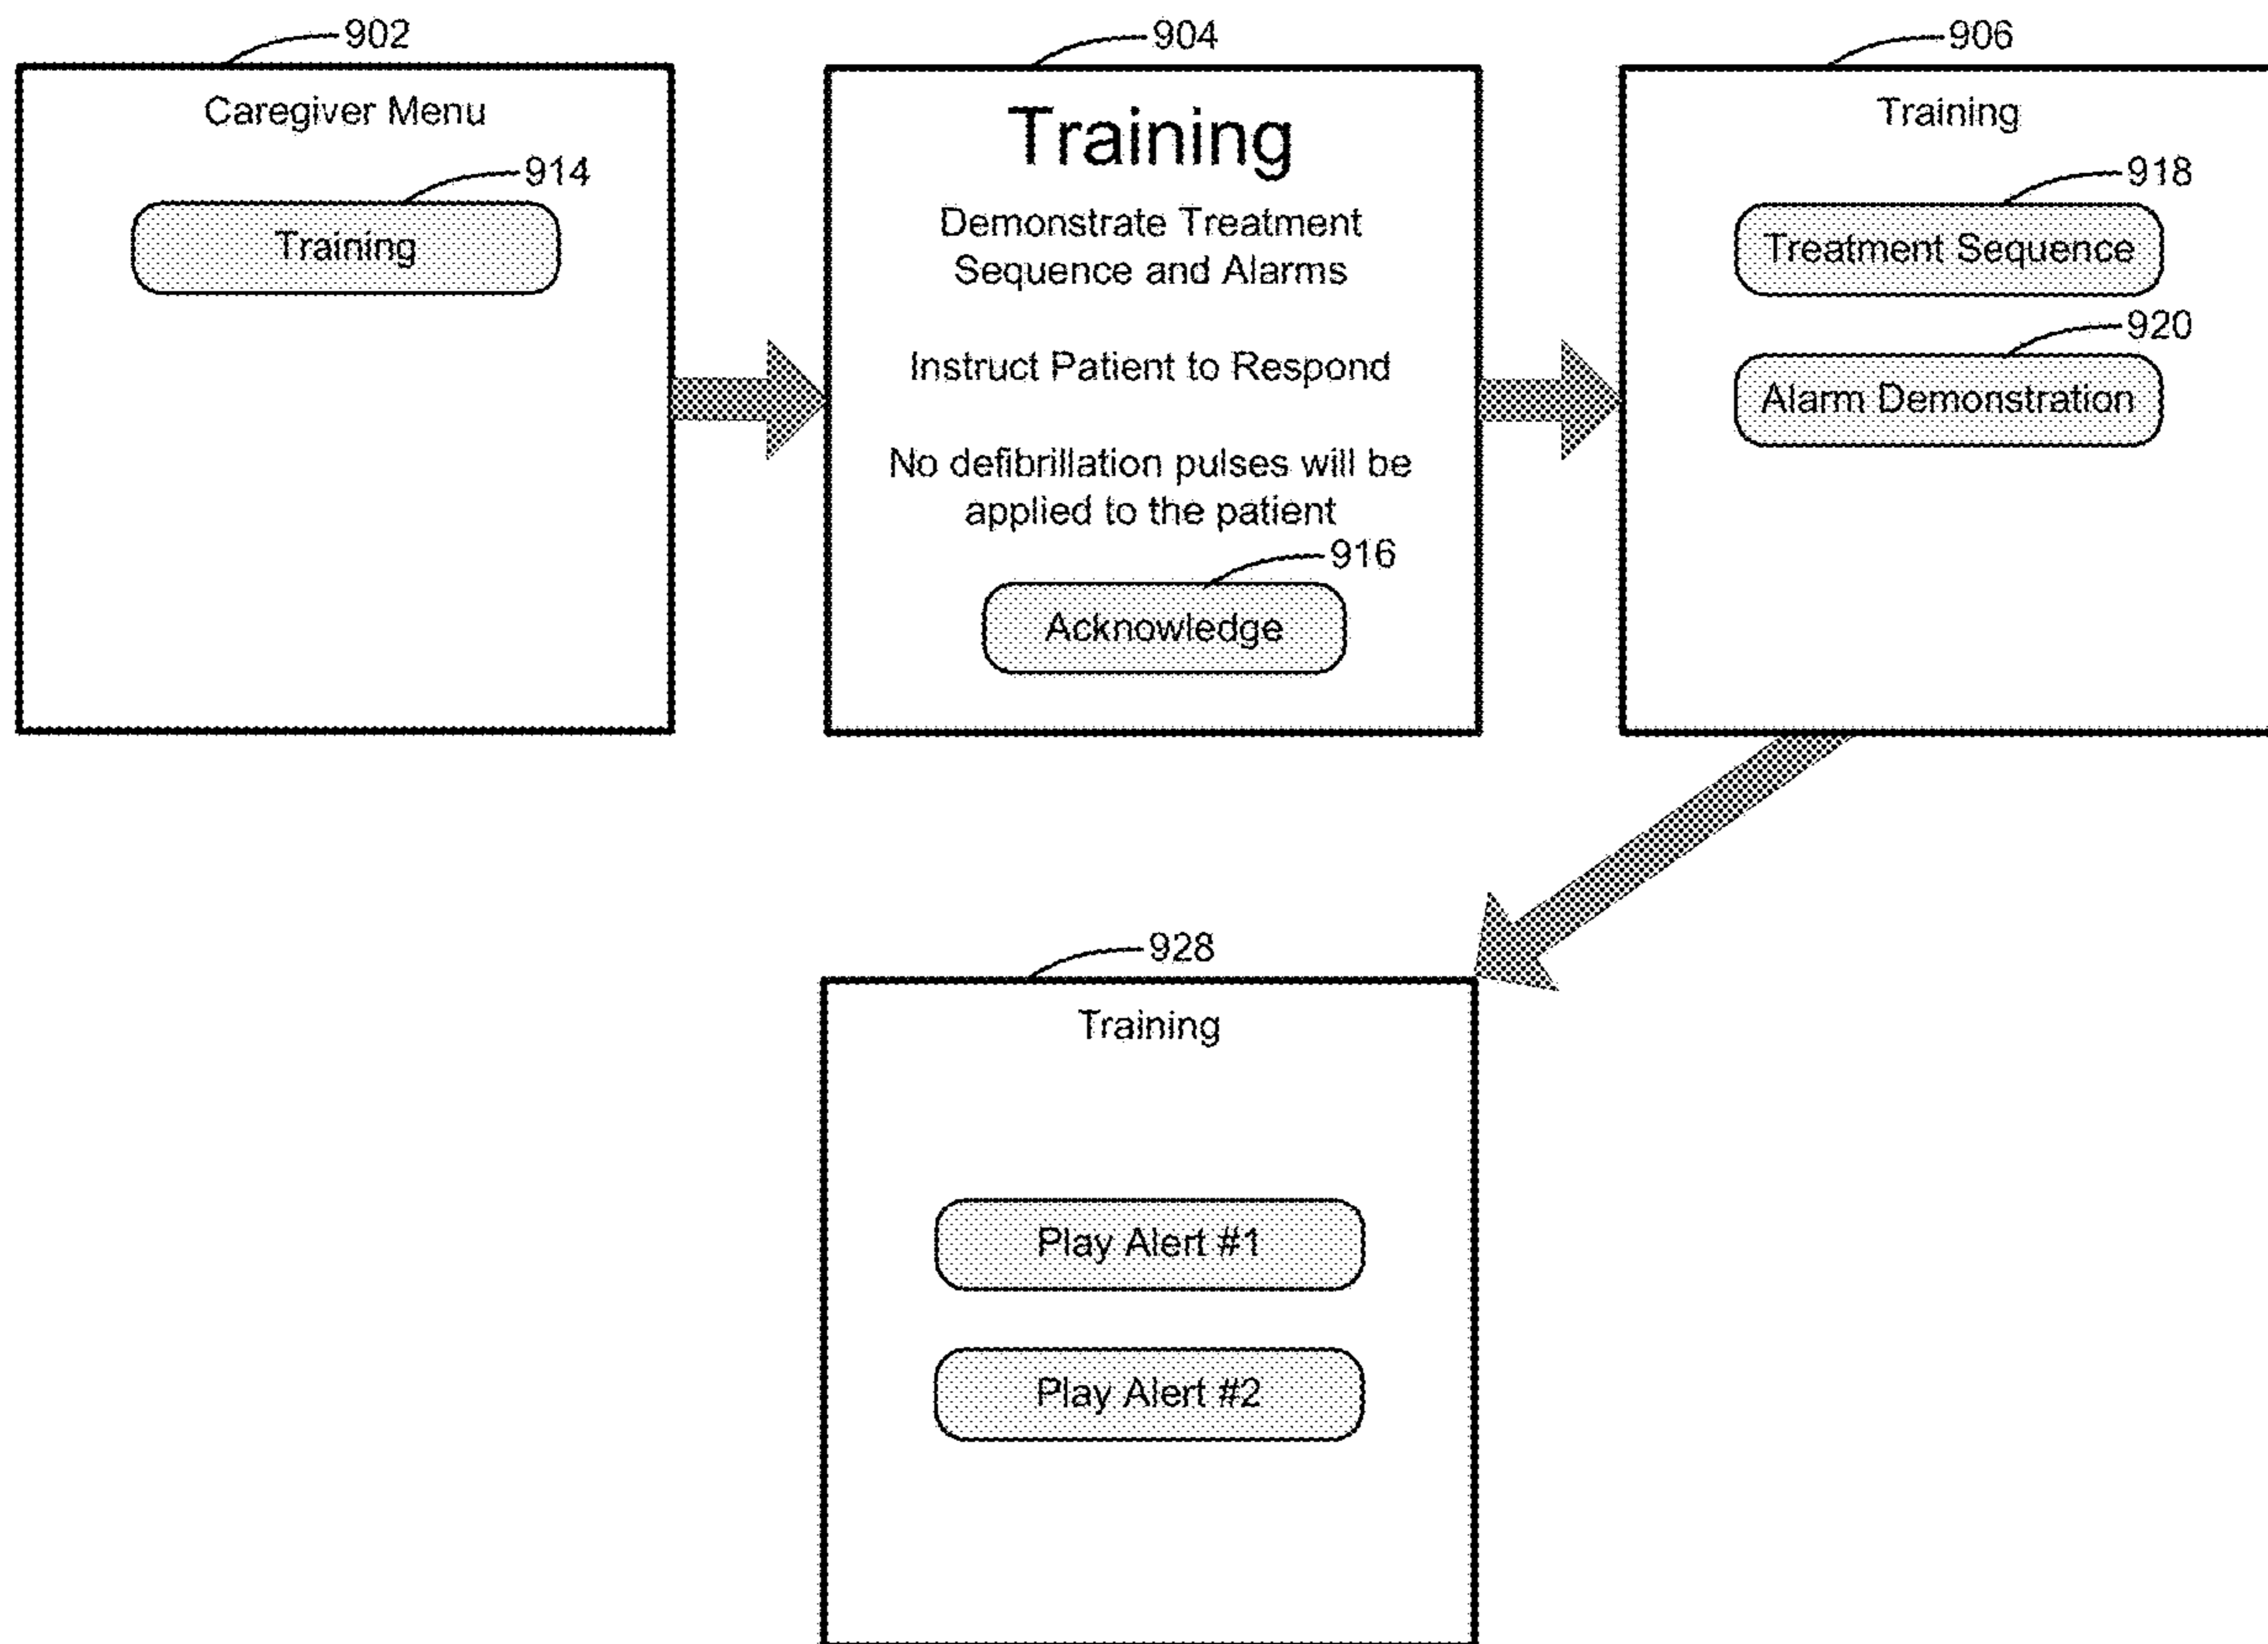 902
Caregiver Menu
914
Training
904
Training
Demonstrate Treatment
Sequence and Alarms
Instruct Patient to Respond
No defibrillation pulses will be
applied to the patient
916
Acknowledge
906
Training
918
Treatment Sequence
920
Alarm Demonstration
928
Training
Play Alert #1
Play Alert #2